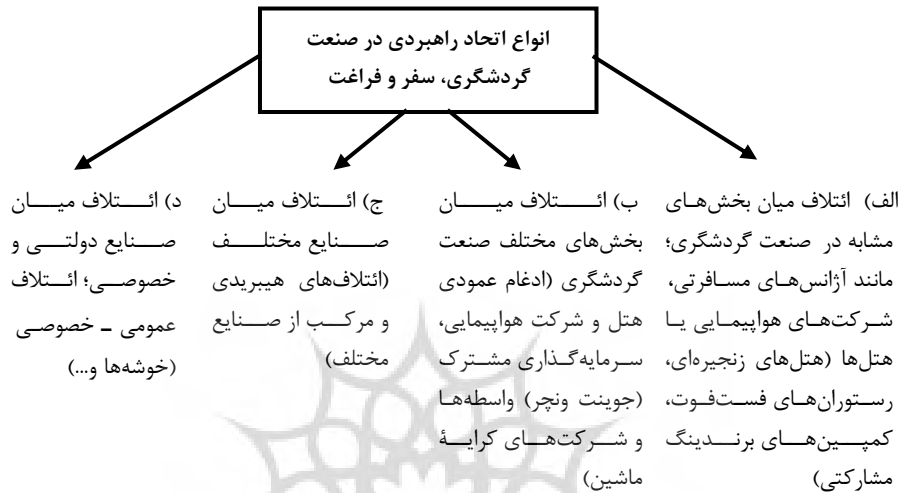 انواع اتحاد راهبردی در صنعت
گردشگری، سفر و فراغت
الف) ائتلاف میان بخش‌های
مشابه در صنعت گردشگری؛
مانند آژانس‌های مسافرتی،
شرکت‌های هواپیمایی یا
هتل‌ها (هتل‌های زنجیره‌ای،
رستوران‌های فست‌فوت،
کمپین‌های برندینگ
مشارکتی)
ب) ائتلاف میان
بخش‌های مختلف صنعت
گردشگری (ادغام عمودی
هتل و شرکت هواپیمایی،
سرمایه‌گذاری مشترک
(جوینت ونچر) واسطه‌ها
و شرکت‌های کرایۀ
ماشین)
ج) ائتلاف میان
صنایع مختلف
(ائتلاف‌های هیبریدی
و مرکب از صنایع
مختلف)
د) ائتلاف میان
صنایع دولتی و
خصوصی؛ ائتلاف
عمومی ـ خصوصی
(خوشه‌ها و...)